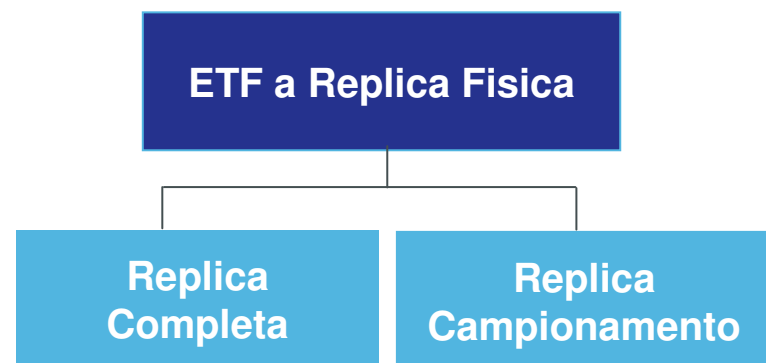 ETF a Replica Fisica
Replica
Completa
Replica
Campionamento